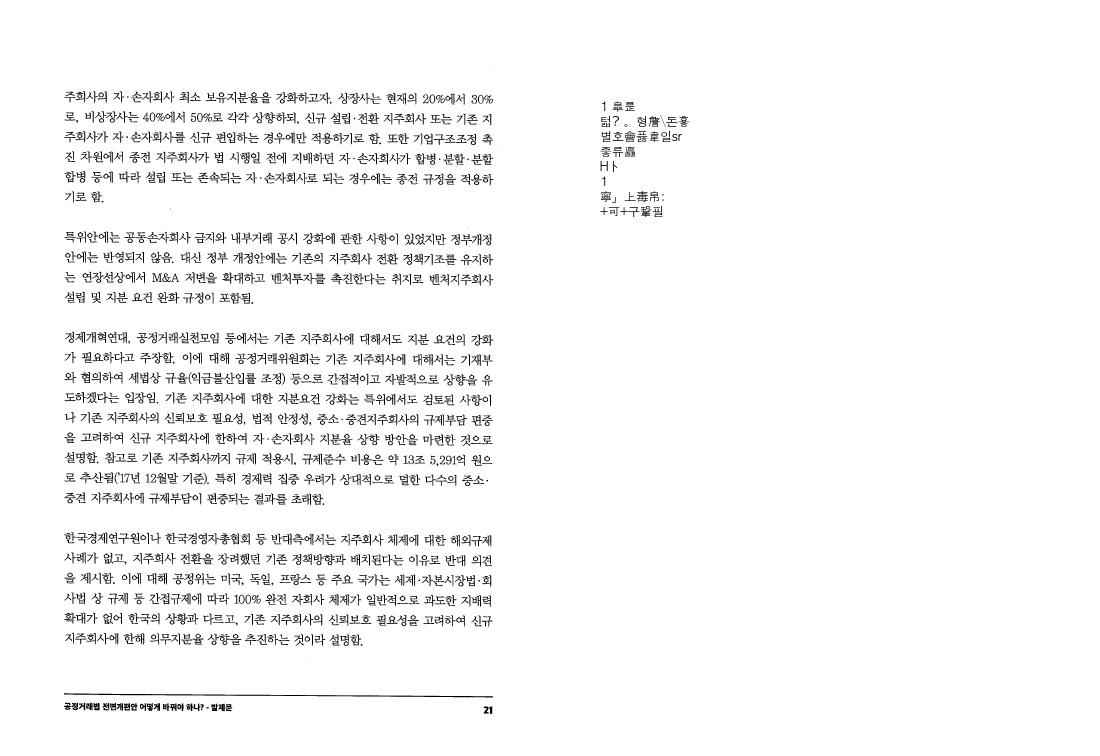 주회사의 자·손자회사 최소 보유지분율을 강화하고자, 상장사는 현재의 20%에서 30%
로, 비상장사는 40%에서 50%로 각각 상향하되, 신규 설립·전환 지주회사 또는 기존 지
주회사가 자·손자회사를 신규 편입하는 경우에만 적용하기로 함. 또한 기업구조조정 촉
진 차원에서 종전 지주회사가 법 시행일 전에 지배하던 자·손자회사가 합병·분할·분할
합병 등에 따라 설립 또는 존속되는 자·손자회사로 되는 경우에는 종전 규정을 적용하
기로 함.
특위안에는 공동손자회사 금지와 내부거래 공시 강화에 관한 사항이 있었지만 정부개정
안에는 반영되지 않음. 대신 정부 개정안에는 기존의 지주회사 전환 정책기조를 유지하
는 연장선상에서 M&A 저변을 확대하고 벤처투자를 촉진한다는 취지로 벤처지주회사
설립 및 지분 요건 완화 규정이 포함됨.
경제개혁연대, 공정거래실천모임 등에서는 기존 지주회사에 대해서도 지분 요건의 강화
가 필요하다고 주장함. 이에 대해 공정거래위원회는 기존 지주회사에 대해서는 기재부
와 협의하여 세법상 규율(익금불산입률 조정) 등으로 간접적이고 자발적으로 상향을 유
도하겠다는 입장임. 기존 지주회사에 대한 지분요건 강화는 특위에서도 검토된 사항이
나 기존 지주회사의 신뢰보호 필요성, 법적 안정성, 중소·중견지주회사의 규제부담 편중
을 고려하여 신규 지주회사에 한하여 자·손자회사 지분율 상향 방안을 마련한 것으로
설명함. 참고로 기존 지주회사까지 규제 적용시, 규제준수 비용은 약 13조 5,291억 원으
로 추산됨('17년 12월말 기준). 특히 경제력 집중 우려가 상대적으로 덜한 다수의 중소·
중견 지주회사에 규제부담이 편중되는 결과를 초래함.
한국경제연구원이나 한국경영자총협회 등 반대측에서는 지주회사 체제에 대한 해외규제
사례가 없고, 지주회사 전환을 장려했던 기존 정책방향과 배치된다는 이유로 반대 의견
을 제시함. 이에 대해 공정위는 미국, 독일, 프랑스 등 주요 국가는 세제·자본시장법·회
사법 상 규제 등 간접규제에 따라 100% 완전 자회사 체제가 일반적으로 과도한 지배력
확대가 없어 한국의 상황과 다르고, 기존 지주회사의 신뢰보호 필요성을 고려하여 신규
지주회사에 한해 의무지분율 상향을 추진하는 것이라 설명함.
공정거래법 전면개편안 어떻게 바꿔야 하나? - 발제문
21
1 皐是
턻? 。형詹\돈흫
별호會
종류
H卜
1
寧」上毒帛:
+可+구鞏필